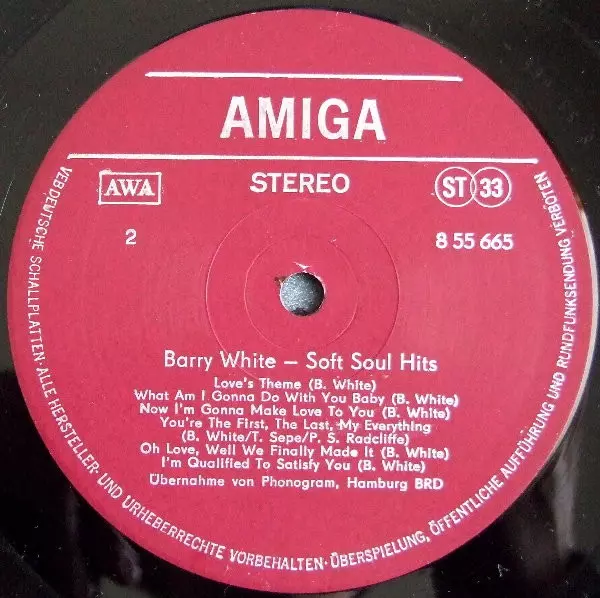 AMIGA
AWA
STEREO
ST 33
2
8 55 665
Barry White – Soft Soul Hits
Love's Theme (B. White)
What Am I Gonna Do With You Baby (B. White)
Now I'm Gonna Make Love To You (B. White)
You're The First, The Last, My Everything
(B. White/T. Sepe/P. S. Radcliffe)
Oh Love, Well We Finally Made It (B. White)
I'm Qualified To Satisfy You (B. White)
Übernahme von Phonogram, Hamburg BRD
VEB DEUTSCHE SCHALLPLATTEN · ALLE HERSTELLER- UND URHEBERRECHTE VORBEHALTEN · ÜBERSPIELUNG, ÖFFENTLICHE AUFFÜHRUNG UND RUNDFUNKSENDUNG VERBOTEN